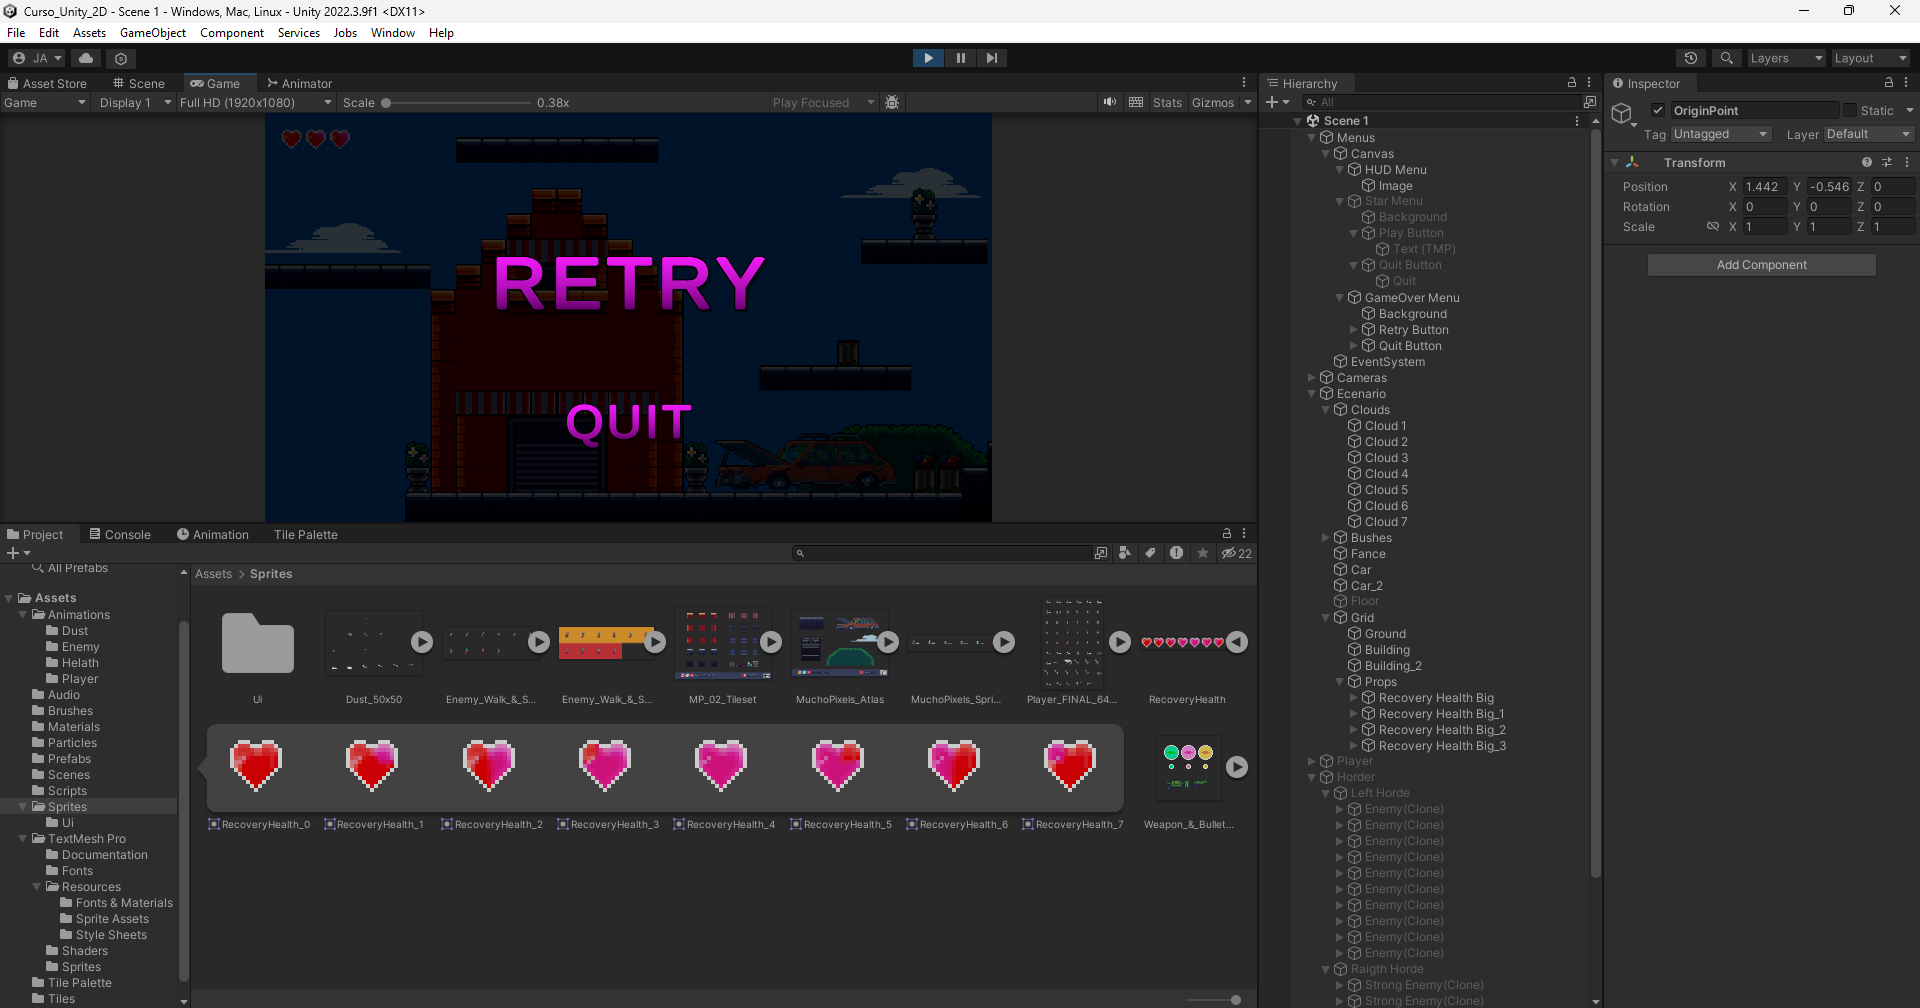 Curso_Unity_2D - Scene 1 - Windows, Mac, Linux - Unity 2022.3.9f1 <DX11>
File Edit Assets GameObject Component Services Jobs Window Help
JA
Layers Layout
Asset Store Scene Game Animator
Game Display 1 Full HD (1920x1080) Scale 0.38x Play Focused Stats Gizmos
RETRY
QUIT
Project Console Animation Tile Palette
22
All Prefabs
Assets
Animations
Dust
Enemy
Helath
Player
Audio
Brushes
Materials
Particles
Prefabs
Scenes
Scripts
Sprites
Ui
TextMesh Pro
Documentation
Fonts
Resources
Fonts & Materials
Sprite Assets
Style Sheets
Shaders
Sprites
Tile Palette
Tiles
Assets > Sprites
Ui Dust_50x50 Enemy_Walk_&_S... Enemy_Walk_&_S... MP_02_Tileset MuchoPixels_Atlas MuchoPixels_Spri... Player_FINAL_64... RecoveryHealth
RecoveryHealth_0 RecoveryHealth_1 RecoveryHealth_2 RecoveryHealth_3 RecoveryHealth_4 RecoveryHealth_5 RecoveryHealth_6 RecoveryHealth_7 Weapon_&_Bullet...
Hierarchy
All
Scene 1
Menus
Canvas
HUD Menu
Image
Star Menu
Background
Play Button
Text (TMP)
Quit Button
Quit
GameOver Menu
Background
Retry Button
Quit Button
EventSystem
Cameras
Ecenario
Clouds
Cloud 1
Cloud 2
Cloud 3
Cloud 4
Cloud 5
Cloud 6
Cloud 7
Bushes
Fance
Car
Car_2
Floor
Grid
Ground
Building
Building_2
Props
Recovery Health Big
Recovery Health Big_1
Recovery Health Big_2
Recovery Health Big_3
Player
Horder
Left Horde
Enemy(Clone)
Enemy(Clone)
Enemy(Clone)
Enemy(Clone)
Enemy(Clone)
Enemy(Clone)
Enemy(Clone)
Enemy(Clone)
Enemy(Clone)
Enemy(Clone)
Raigth Horde
Strong Enemy(Clone)
Strong Enemy(Clone)
Inspector
OriginPoint Static
Tag Untagged Layer Default
Transform
Position X 1.442 Y -0.546 Z 0
Rotation X 0 Y 0 Z 0
Scale X 1 Y 1 Z 1
Add Component